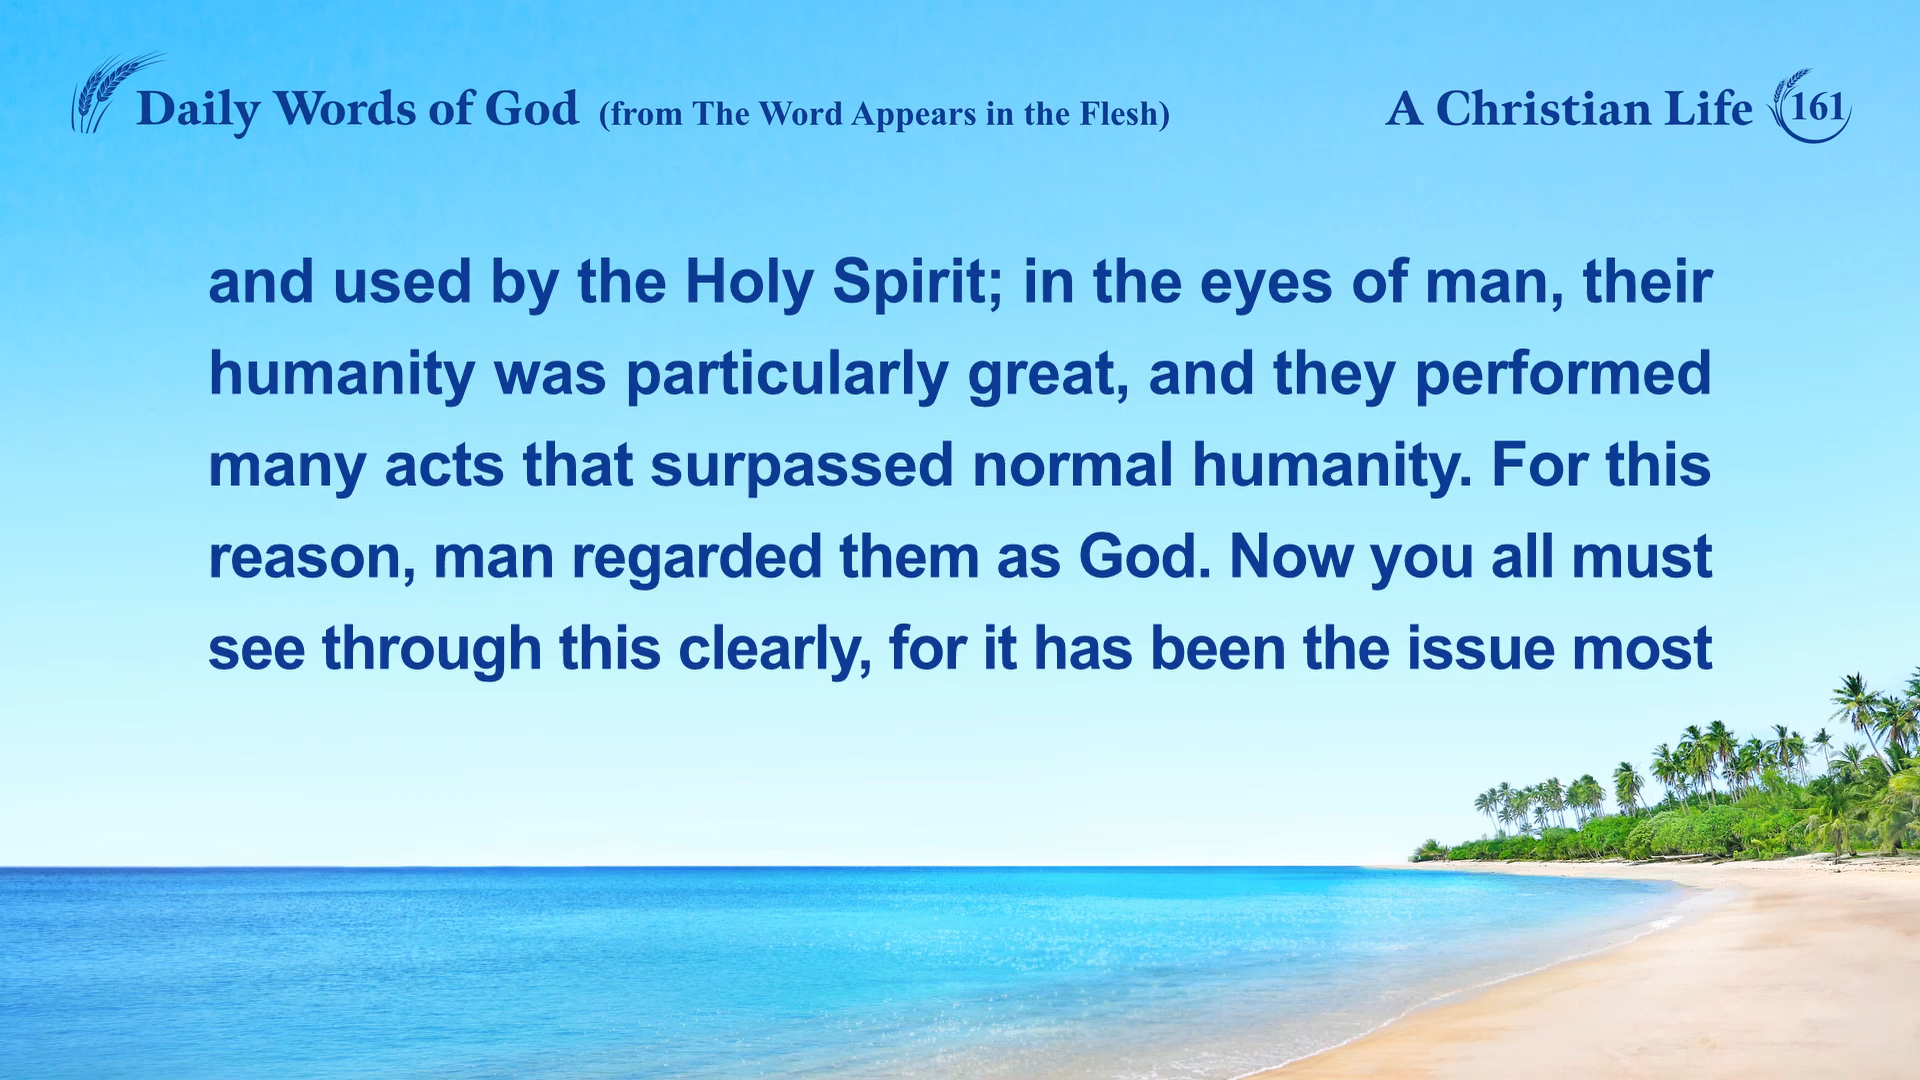 Daily Words of God (from The Word Appears in the Flesh)
A Christian Life 161
and used by the Holy Spirit; in the eyes of man, their
humanity was particularly great, and they performed
many acts that surpassed normal humanity. For this
reason, man regarded them as God. Now you all must
see through this clearly, for it has been the issue most